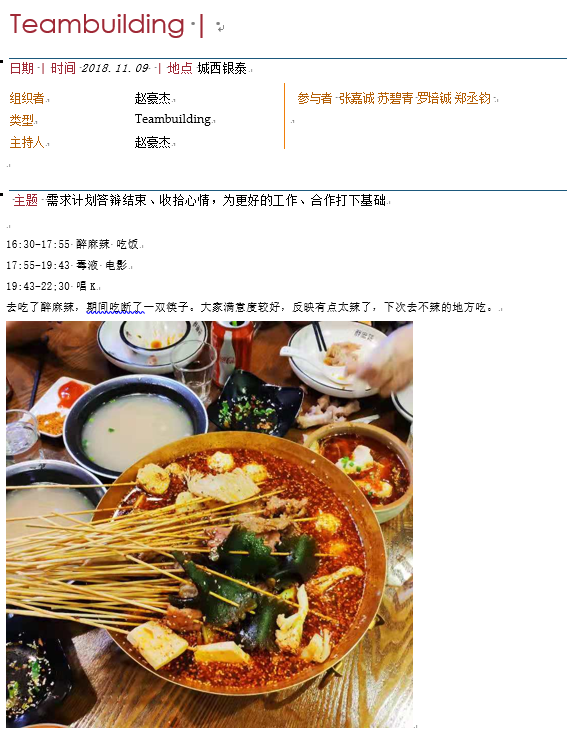 Teambuilding |
日期 | 时间 2018.11.09 | 地点 城西银泰
组织者 赵豪杰 参与者 张嘉诚 苏碧青 罗培铖 郑丞钧
类型 Teambuilding
主持人 赵豪杰
主题 需求计划答辩结束、收拾心情，为更好的工作、合作打下基础
16:30-17:55 醉麻辣 吃饭
17:55-19:43 毒液 电影
19:43-22;30 唱 K
去吃了醉麻辣，期间吃断了一双筷子。大家满意度较好，反映有点太辣了，下次去不辣的地方吃。